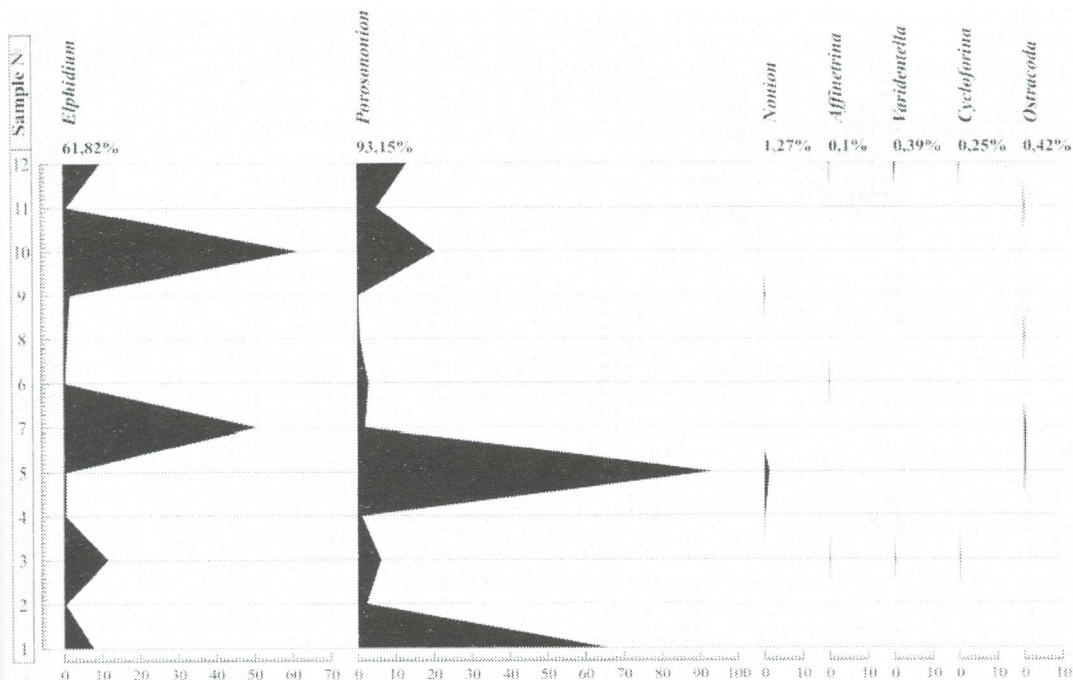 Sample N
Elphidium
Porosononion
Nonion
Affinetrina
Varidentella
Cycloforina
Ostracoda
61,82% 93,15% 1,27% 0,1% 0,39% 0,25% 0,42%
12
11
10
9
8
6
7
5
4
3
2
1
0 10 20 30 40 50 60 70 0 10 20 30 40 50 60 70 80 90 100 0 10 0 10 0 10 0 10 0 10